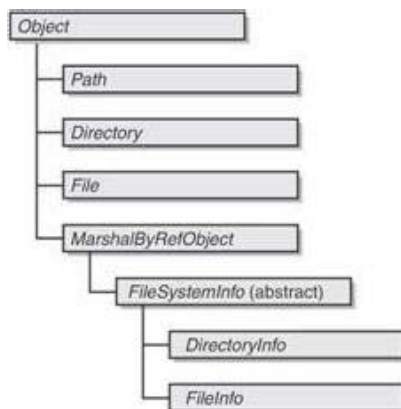 Object
Path
Directory
File
MarshalByRefObject
FileSystemInfo (abstract)
DirectoryInfo
FileInfo